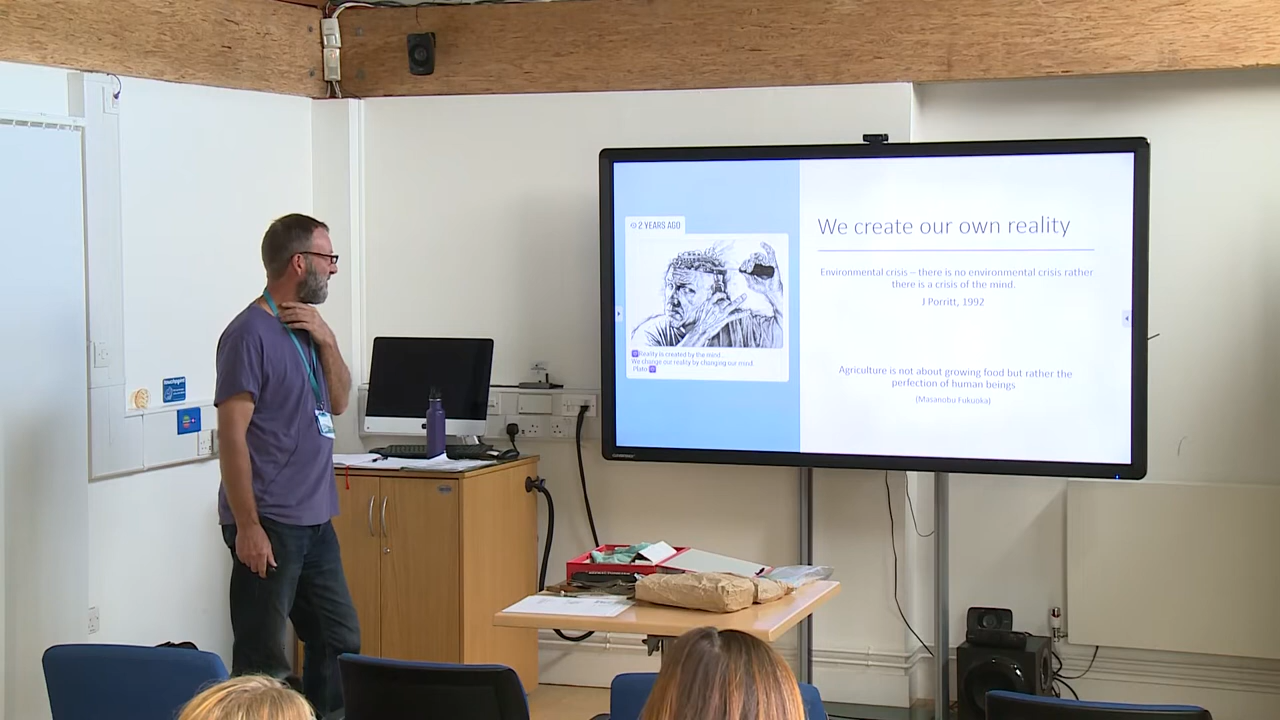 2 YEARS AGO
Reality is created by the mind...
We change our reality by changing our mind.
Plato
We create our own reality
Environmental crisis – there is no environmental crisis rather
there is a crisis of the mind.
J Porritt, 1992
Agriculture is not about growing food but rather the
perfection of human beings
(Masanobu Fukuoka)